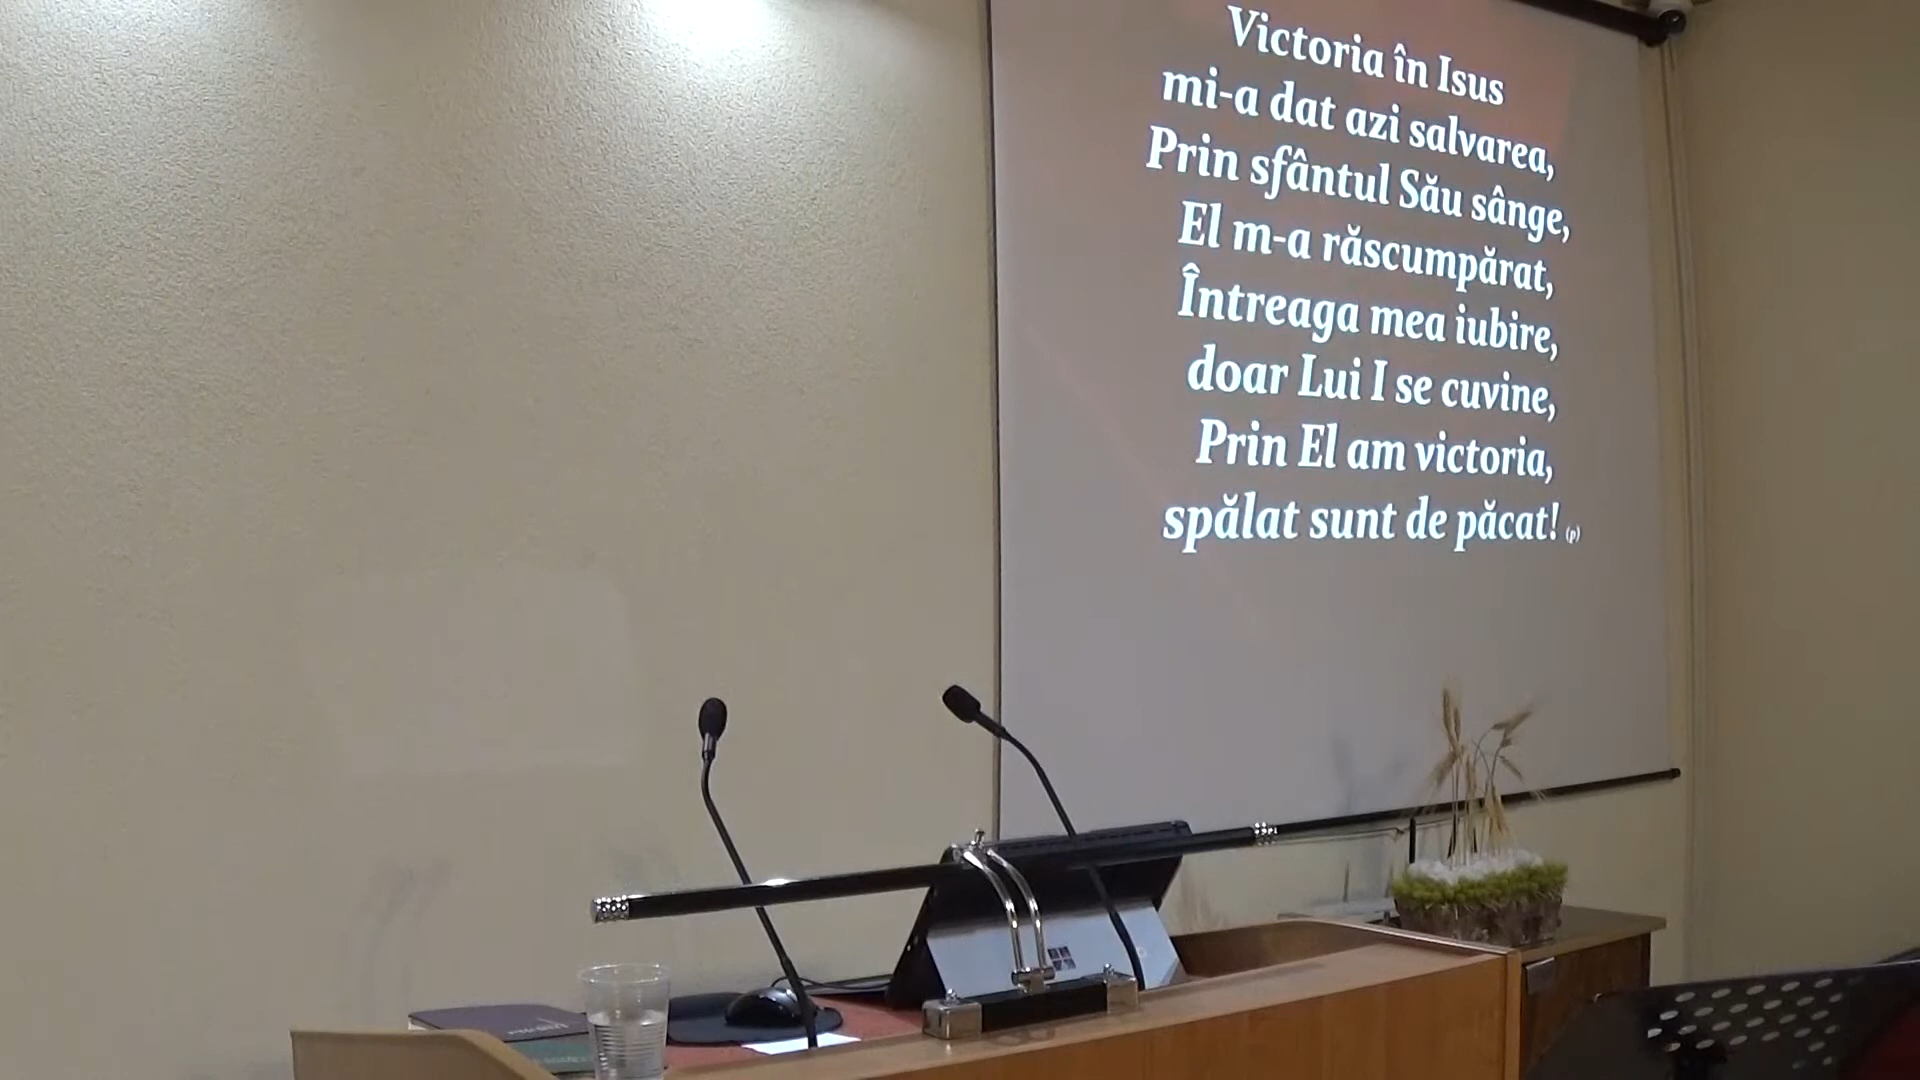 Victoria în Isus
mi-a dat azi salvarea,
Prin sfântul Său sânge,
El m-a răscumpărat,
Întreaga mea iubire,
doar Lui I se cuvine,
Prin El am victoria,
spălat sunt de păcat! (p)